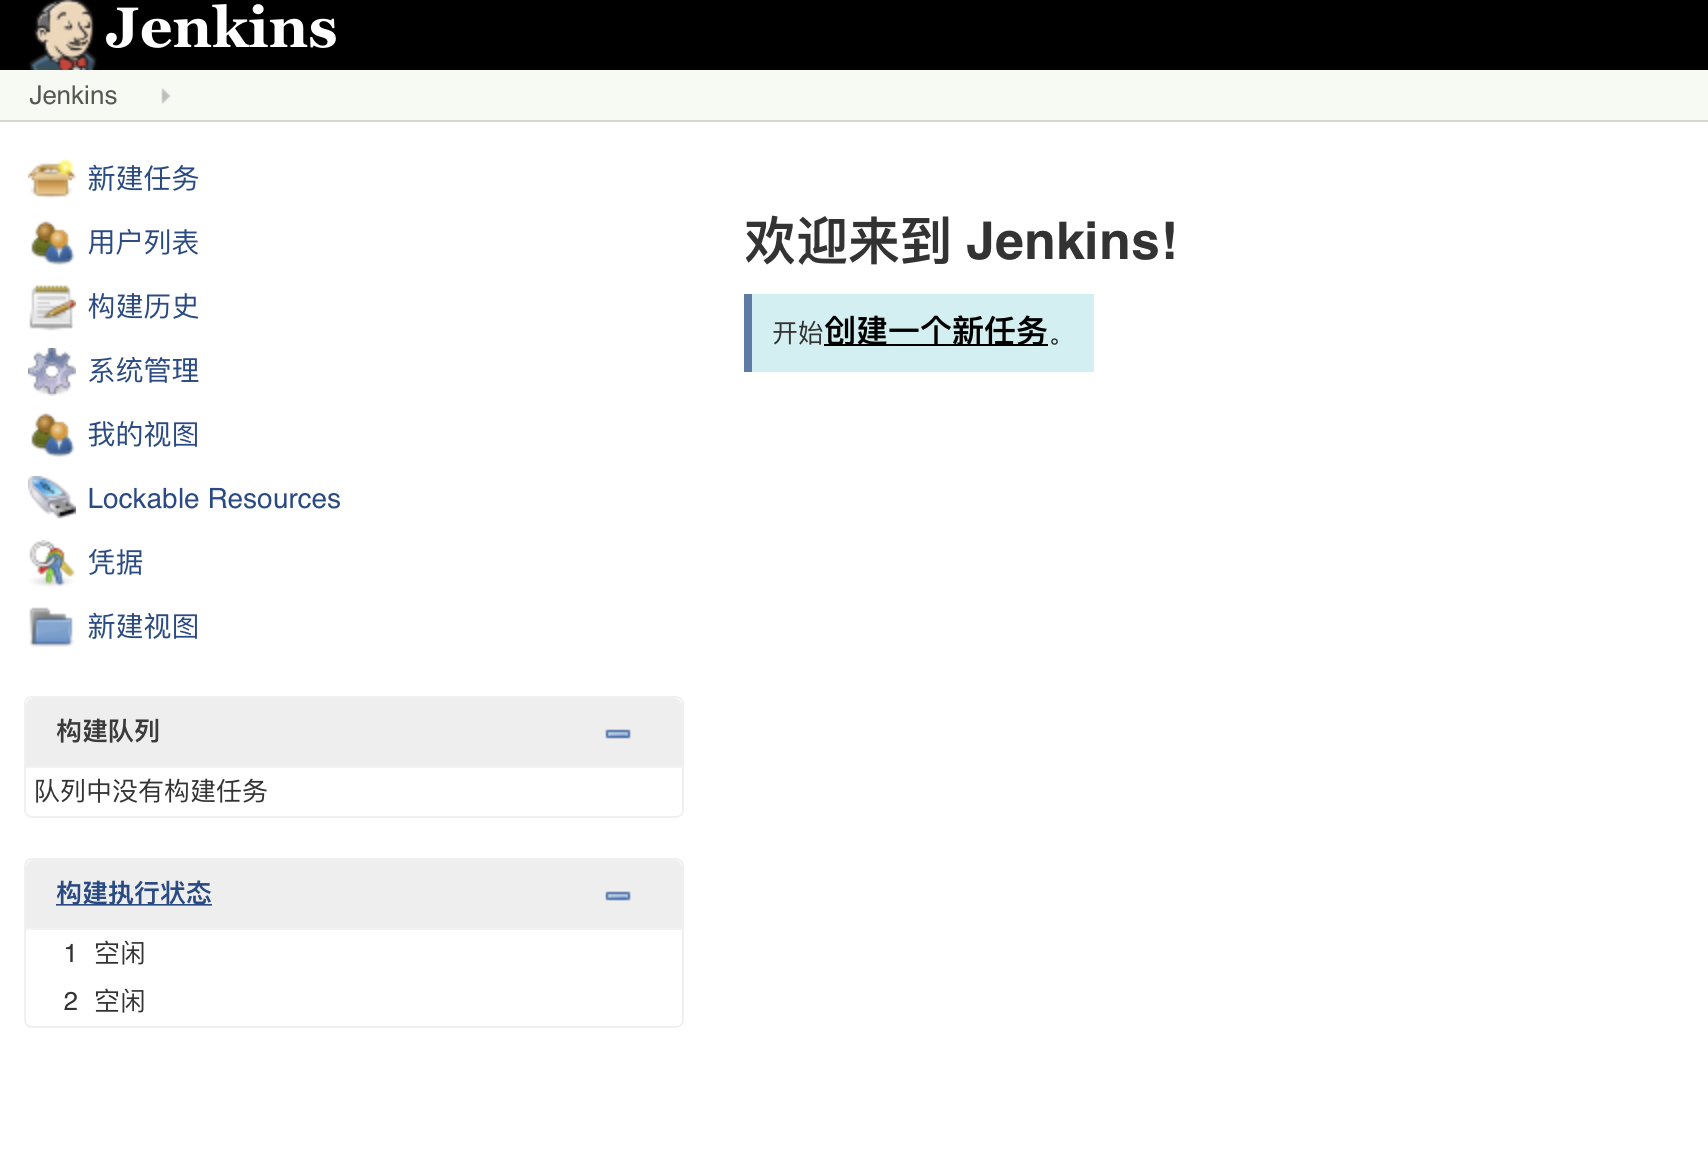 Jenkins
Jenkins
新建任务
用户列表
构建历史
系统管理
我的视图
Lockable Resources
凭据
新建视图
构建队列
队列中没有构建任务
构建执行状态
1 空闲
2 空闲
欢迎来到 Jenkins!
开始创建一个新任务。